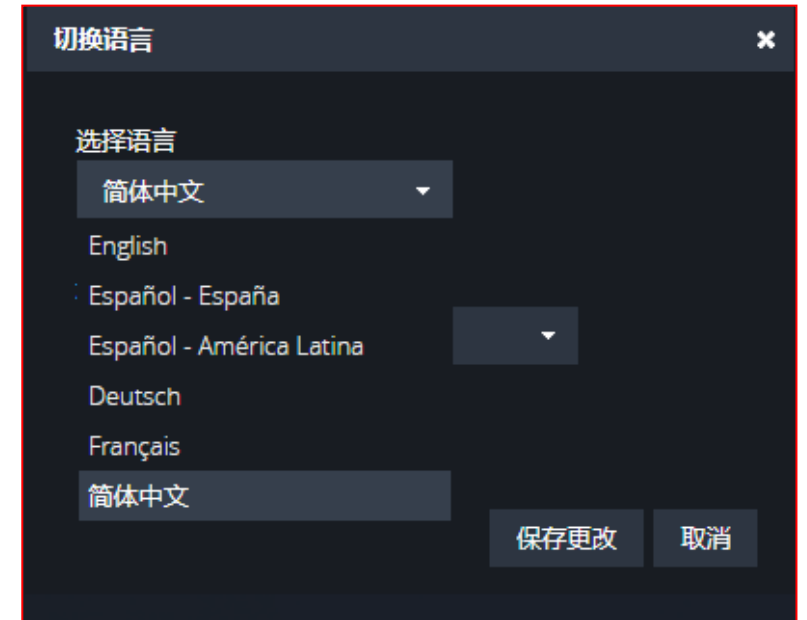 切换语言
选择语言
简体中文
English
Español - España
Español - América Latina
Deutsch
Français
简体中文
保存更改 取消